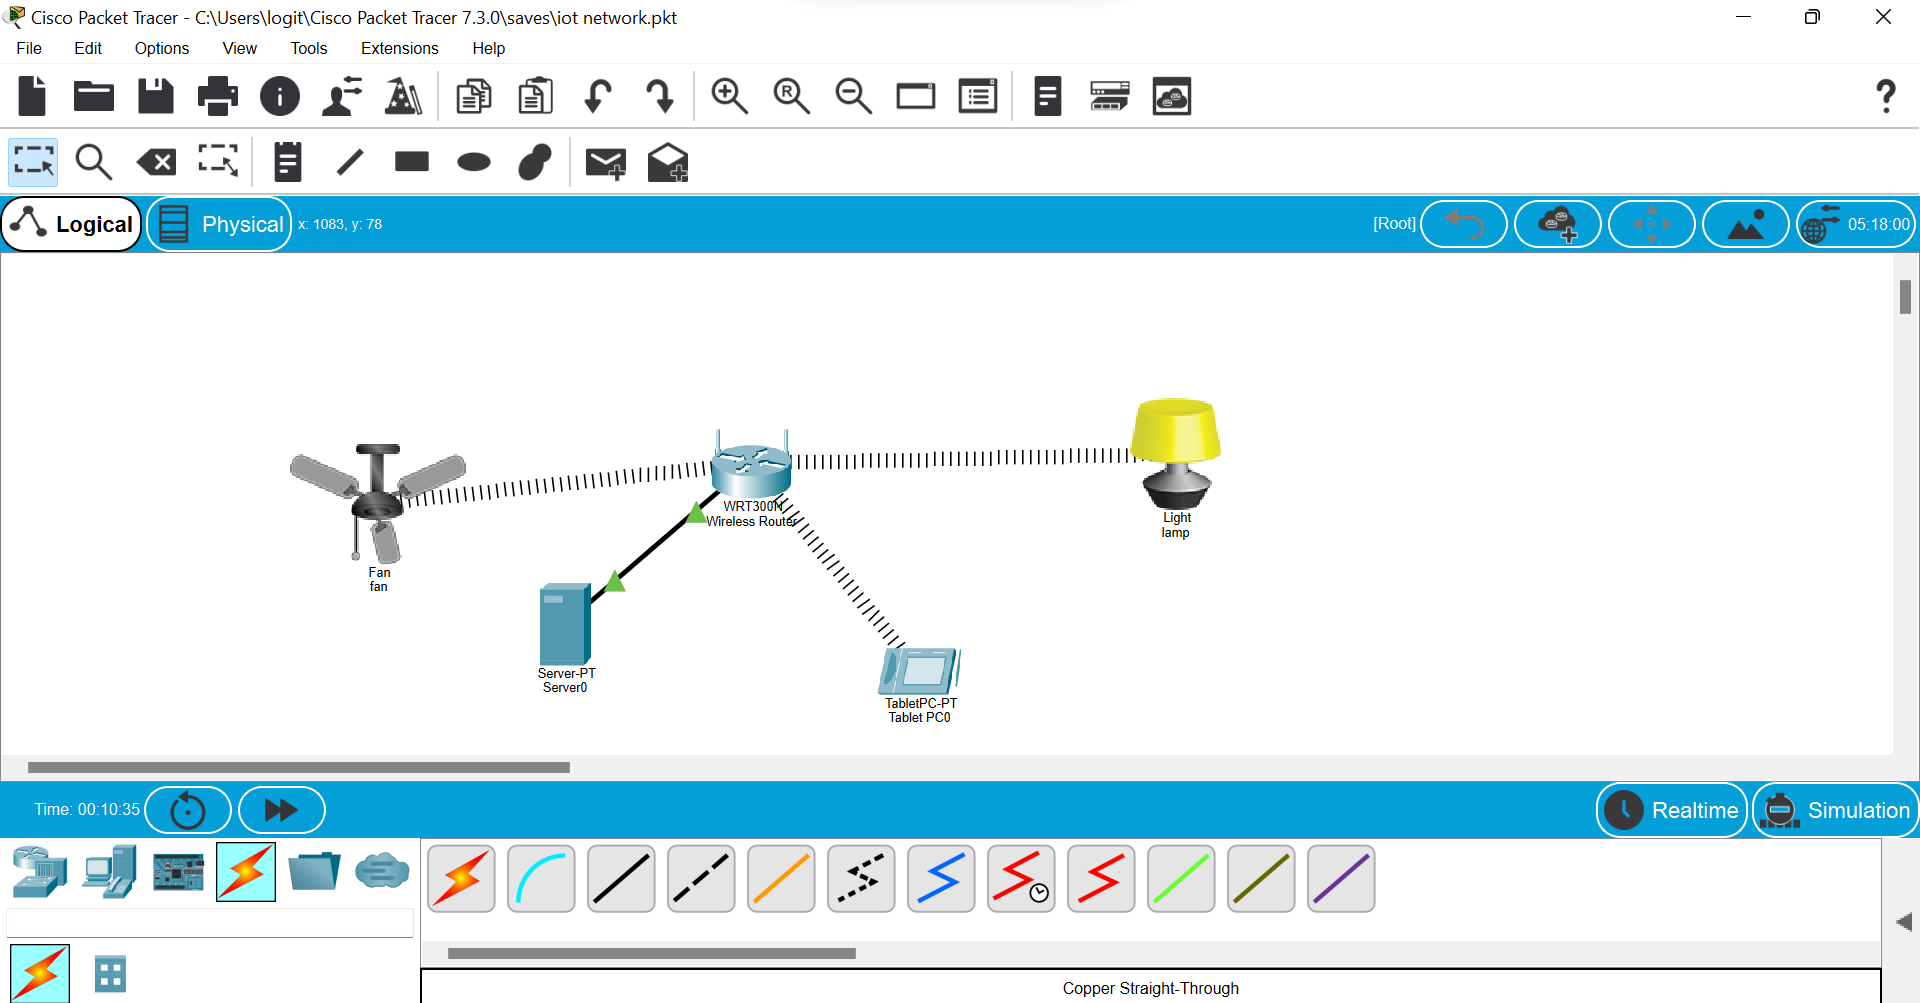 Cisco Packet Tracer - C:\Users\logit\Cisco Packet Tracer 7.3.0\saves\iot network.pkt
File Edit Options View Tools Extensions Help
R
?
Logical Physical x: 1083, y: 78 [Root] 05:18:00
WRT300N
Wireless Router
Light
lamp
Fan
fan
Server-PT
Server0
TabletPC-PT
Tablet PC0
Time: 00:10:35 Realtime Simulation
Copper Straight-Through